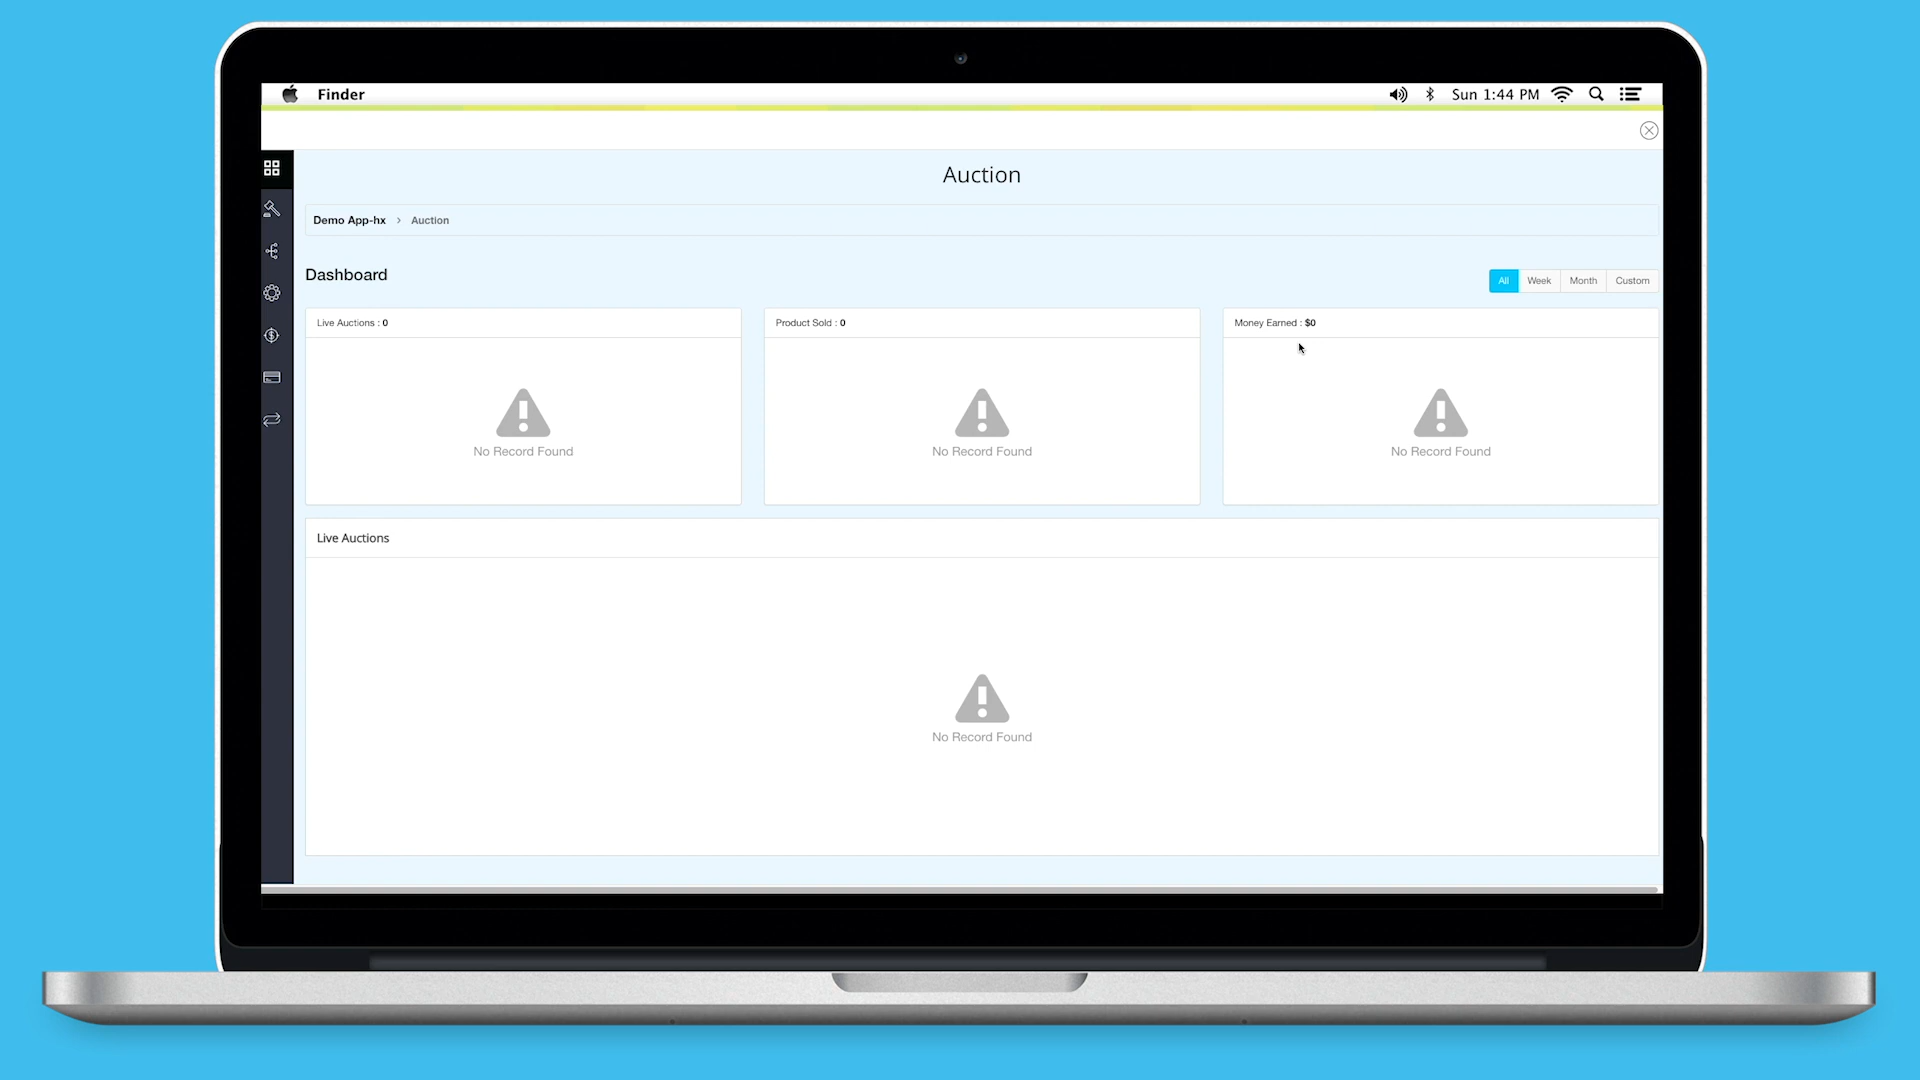 Finder
Sun 1:44 PM
Auction
Demo App-hx > Auction
Dashboard
All Week Month Custom
Live Auctions : 0
Product Sold : 0
Money Earned : $0
No Record Found
No Record Found
No Record Found
Live Auctions
No Record Found